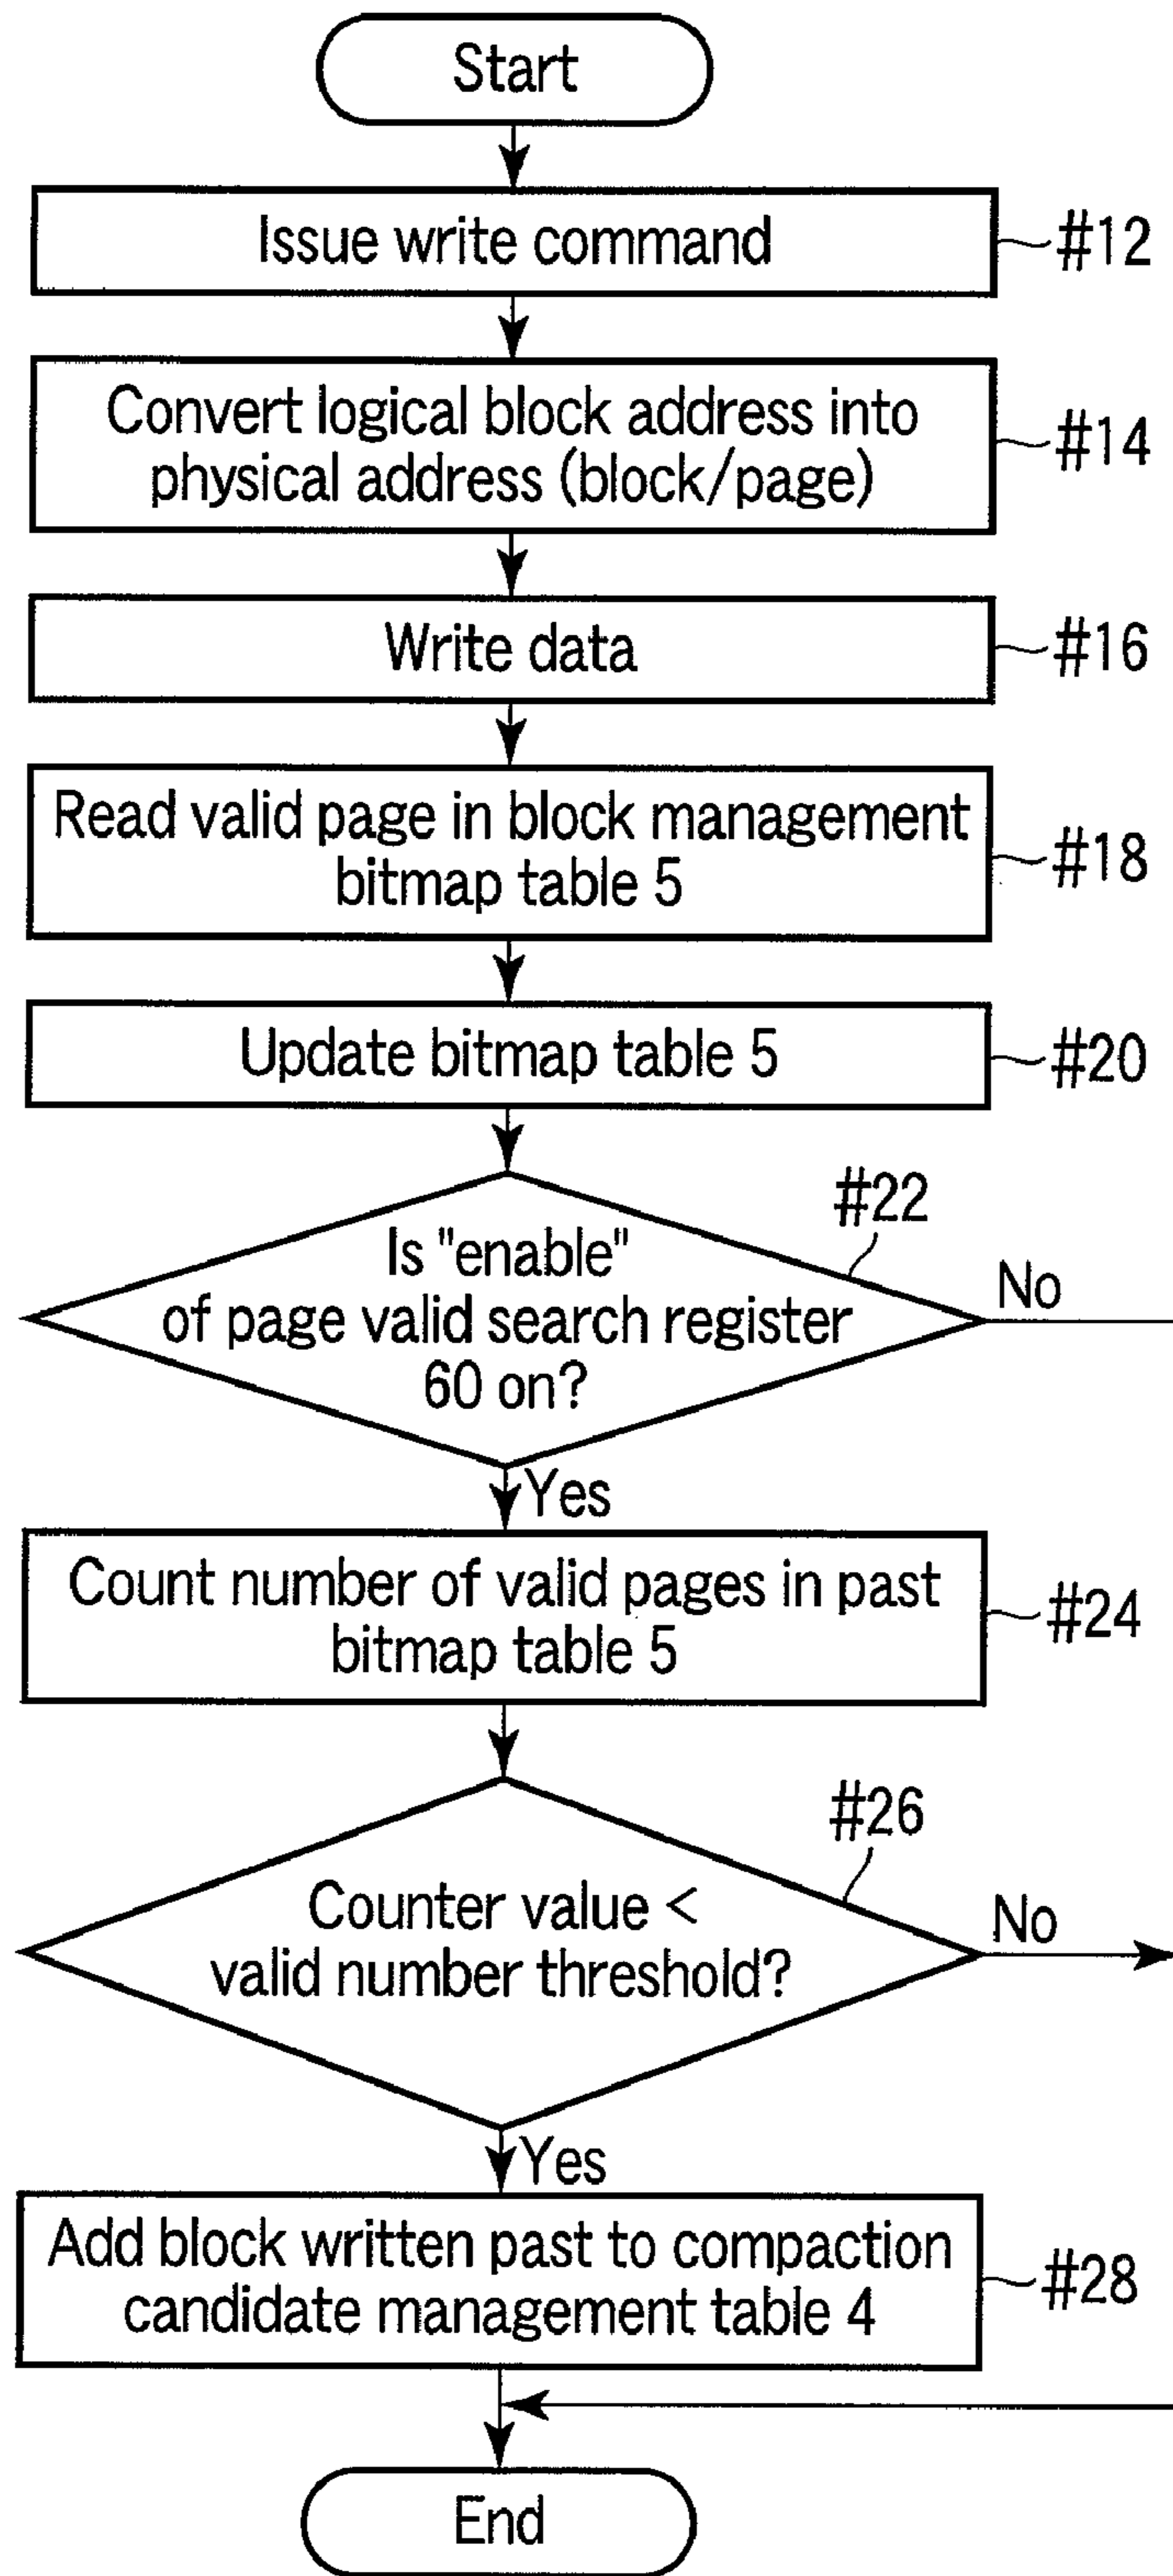 Start
Issue write command
#12
Convert logical block address into
physical address (block/page)
#14
Write data
#16
Read valid page in block management
bitmap table 5
#18
Update bitmap table 5
#20
#22
Is "enable"
of page valid search register
60 on?
No
Yes
Count number of valid pages in past
bitmap table 5
#24
#26
Counter value <
valid number threshold?
No
Yes
Add block written past to compaction
candidate management table 4
#28
End